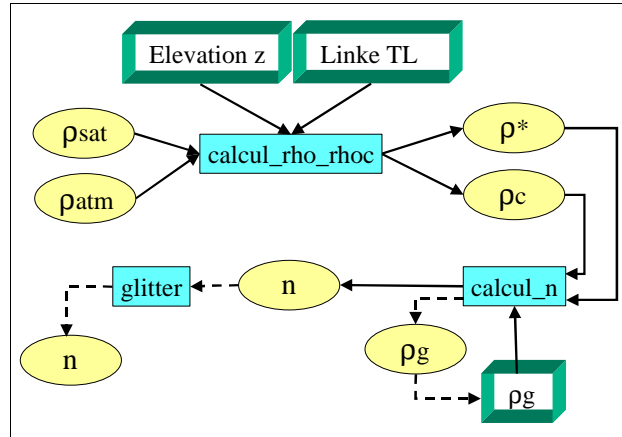 Elevation z
Linke TL
ρsat
calcul_rho_rhoc
ρ*
ρatm
ρc
glitter
n
calcul_n
n
ρg
ρg